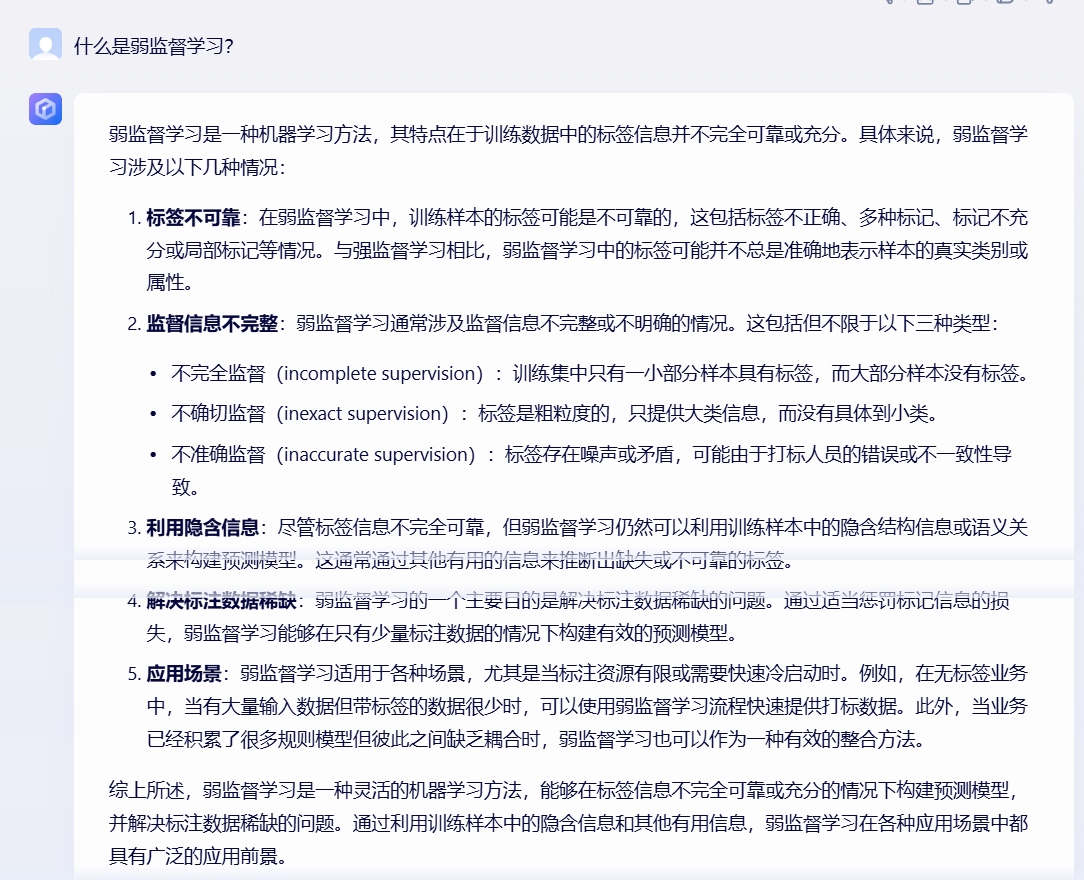 什么是弱监督学习？
弱监督学习是一种机器学习方法，其特点在于训练数据中的标签信息并不完全可靠或充分。具体来说，弱监督学
习涉及以下几种情况：
1. 标签不可靠：在弱监督学习中，训练样本的标签可能是不可靠的，这包括标签不正确、多种标记、标记不充
分或局部标记等情况。与强监督学习相比，弱监督学习中的标签可能并不总是准确地表示样本的真实类别或
属性。
2. 监督信息不完整：弱监督学习通常涉及监督信息不完整或不明确的情况。这包括但不限于以下三种类型：
• 不完全监督（incomplete supervision）：训练集中只有一小部分样本具有标签，而大部分样本没有标签。
• 不确切监督（inexact supervision）：标签是粗粒度的，只提供大类信息，而没有具体到小类。
• 不准确监督（inaccurate supervision）：标签存在噪声或矛盾，可能由于打标人员的错误或不一致性导
致。
3. 利用隐含信息：尽管标签信息不完全可靠，但弱监督学习仍然可以利用训练样本中的隐含结构信息或语义关
系来构建预测模型。这通常通过其他有用的信息来推断出缺失或不可靠的标签。
4. 解决标注数据稀缺：弱监督学习的一个主要目的是解决标注数据稀缺的问题。通过适当惩罚标记信息的损
失，弱监督学习能够在只有少量标注数据的情况下构建有效的预测模型。
5. 应用场景：弱监督学习适用于各种场景，尤其是当标注资源有限或需要快速冷启动时。例如，在无标签业务
中，当有大量输入数据但带标签的数据很少时，可以使用弱监督学习流程快速提供打标数据。此外，当业务
已经积累了很多规则模型但彼此之间缺乏耦合时，弱监督学习也可以作为一种有效的整合方法。
综上所述，弱监督学习是一种灵活的机器学习方法，能够在标签信息不完全可靠或充分的情况下构建预测模型，
并解决标注数据稀缺的问题。通过利用训练样本中的隐含信息和其他有用信息，弱监督学习在各种应用场景中都
具有广泛的应用前景。